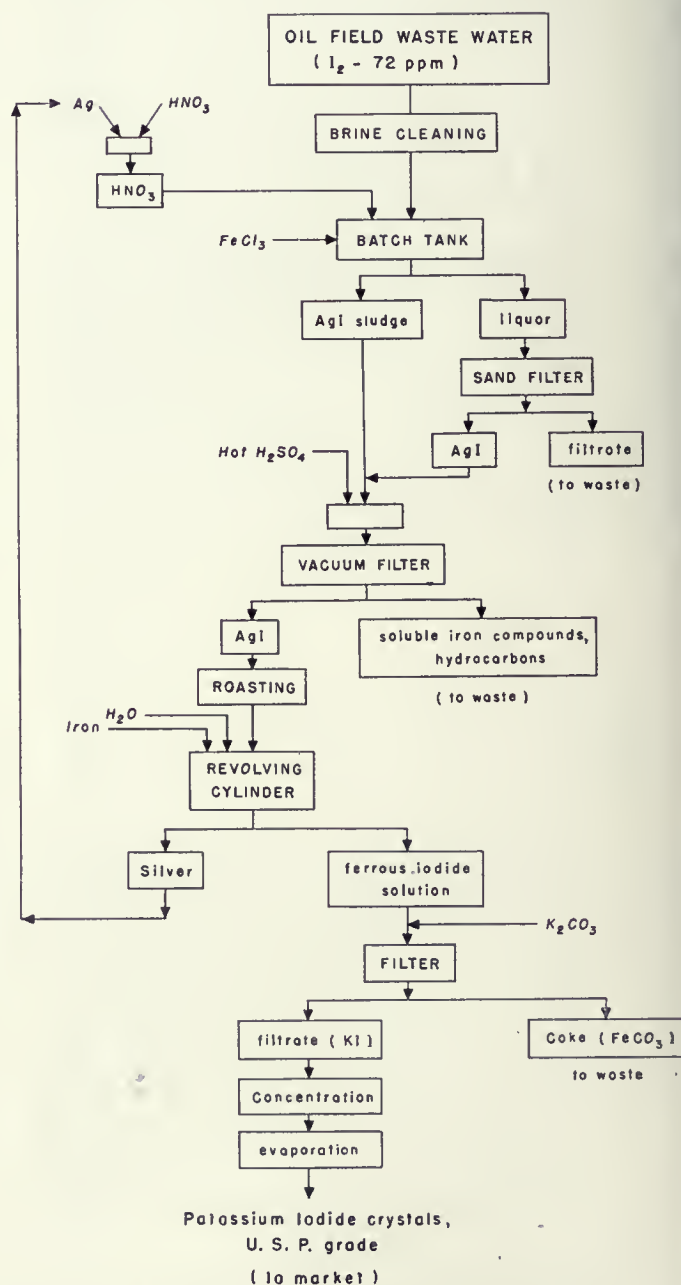 OIL FIELD WASTE WATER
( I₂ - 72 ppm )
Ag
HNO₃
BRINE CLEANING
HNO₃
FeCl₃
BATCH TANK
AgI sludge
liquor
SAND FILTER
Hot H₂SO₄
AgI
filtrate
(to waste)
VACUUM FILTER
AgI
soluble iron compounds,
hydrocarbons
(to waste)
ROASTING
H₂O
Iron
REVOLVING
CYLINDER
Silver
ferrous iodide
solution
K₂CO₃
FILTER
filtrate ( KI )
Coke ( FeCO₃ )
to waste
Concentration
evaporation
Potassium Iodide crystals,
U. S. P. grade
( to market )